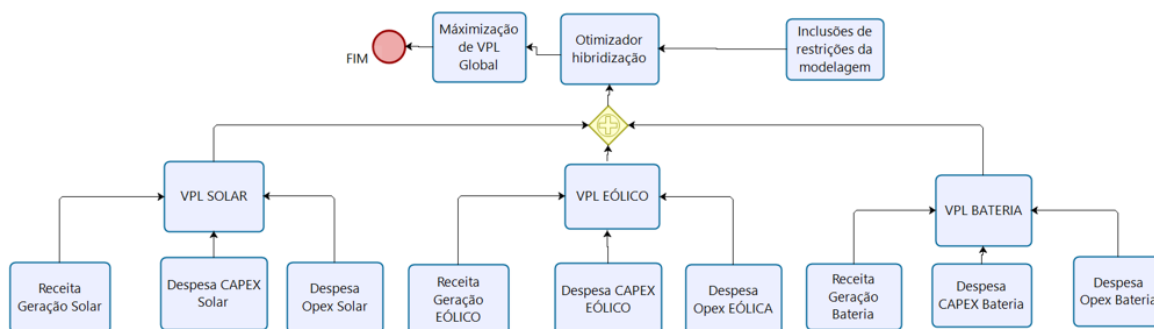 FIM
Máximização
de VPL
Global
Otimizador
hibridização
Inclusões de
restrições da
modelagem
VPL SOLAR
VPL EÓLICO
VPL BATERIA
Receita
Geração Solar
Despesa CAPEX
Solar
Despesa
Opex Solar
Receita
Geração
EÓLICO
Despesa CAPEX
EÓLICO
Despesa
Opex EÓLICA
Receita
Geração
Bateria
Despesa
CAPEX Bateria
Despesa
Opex Bateria